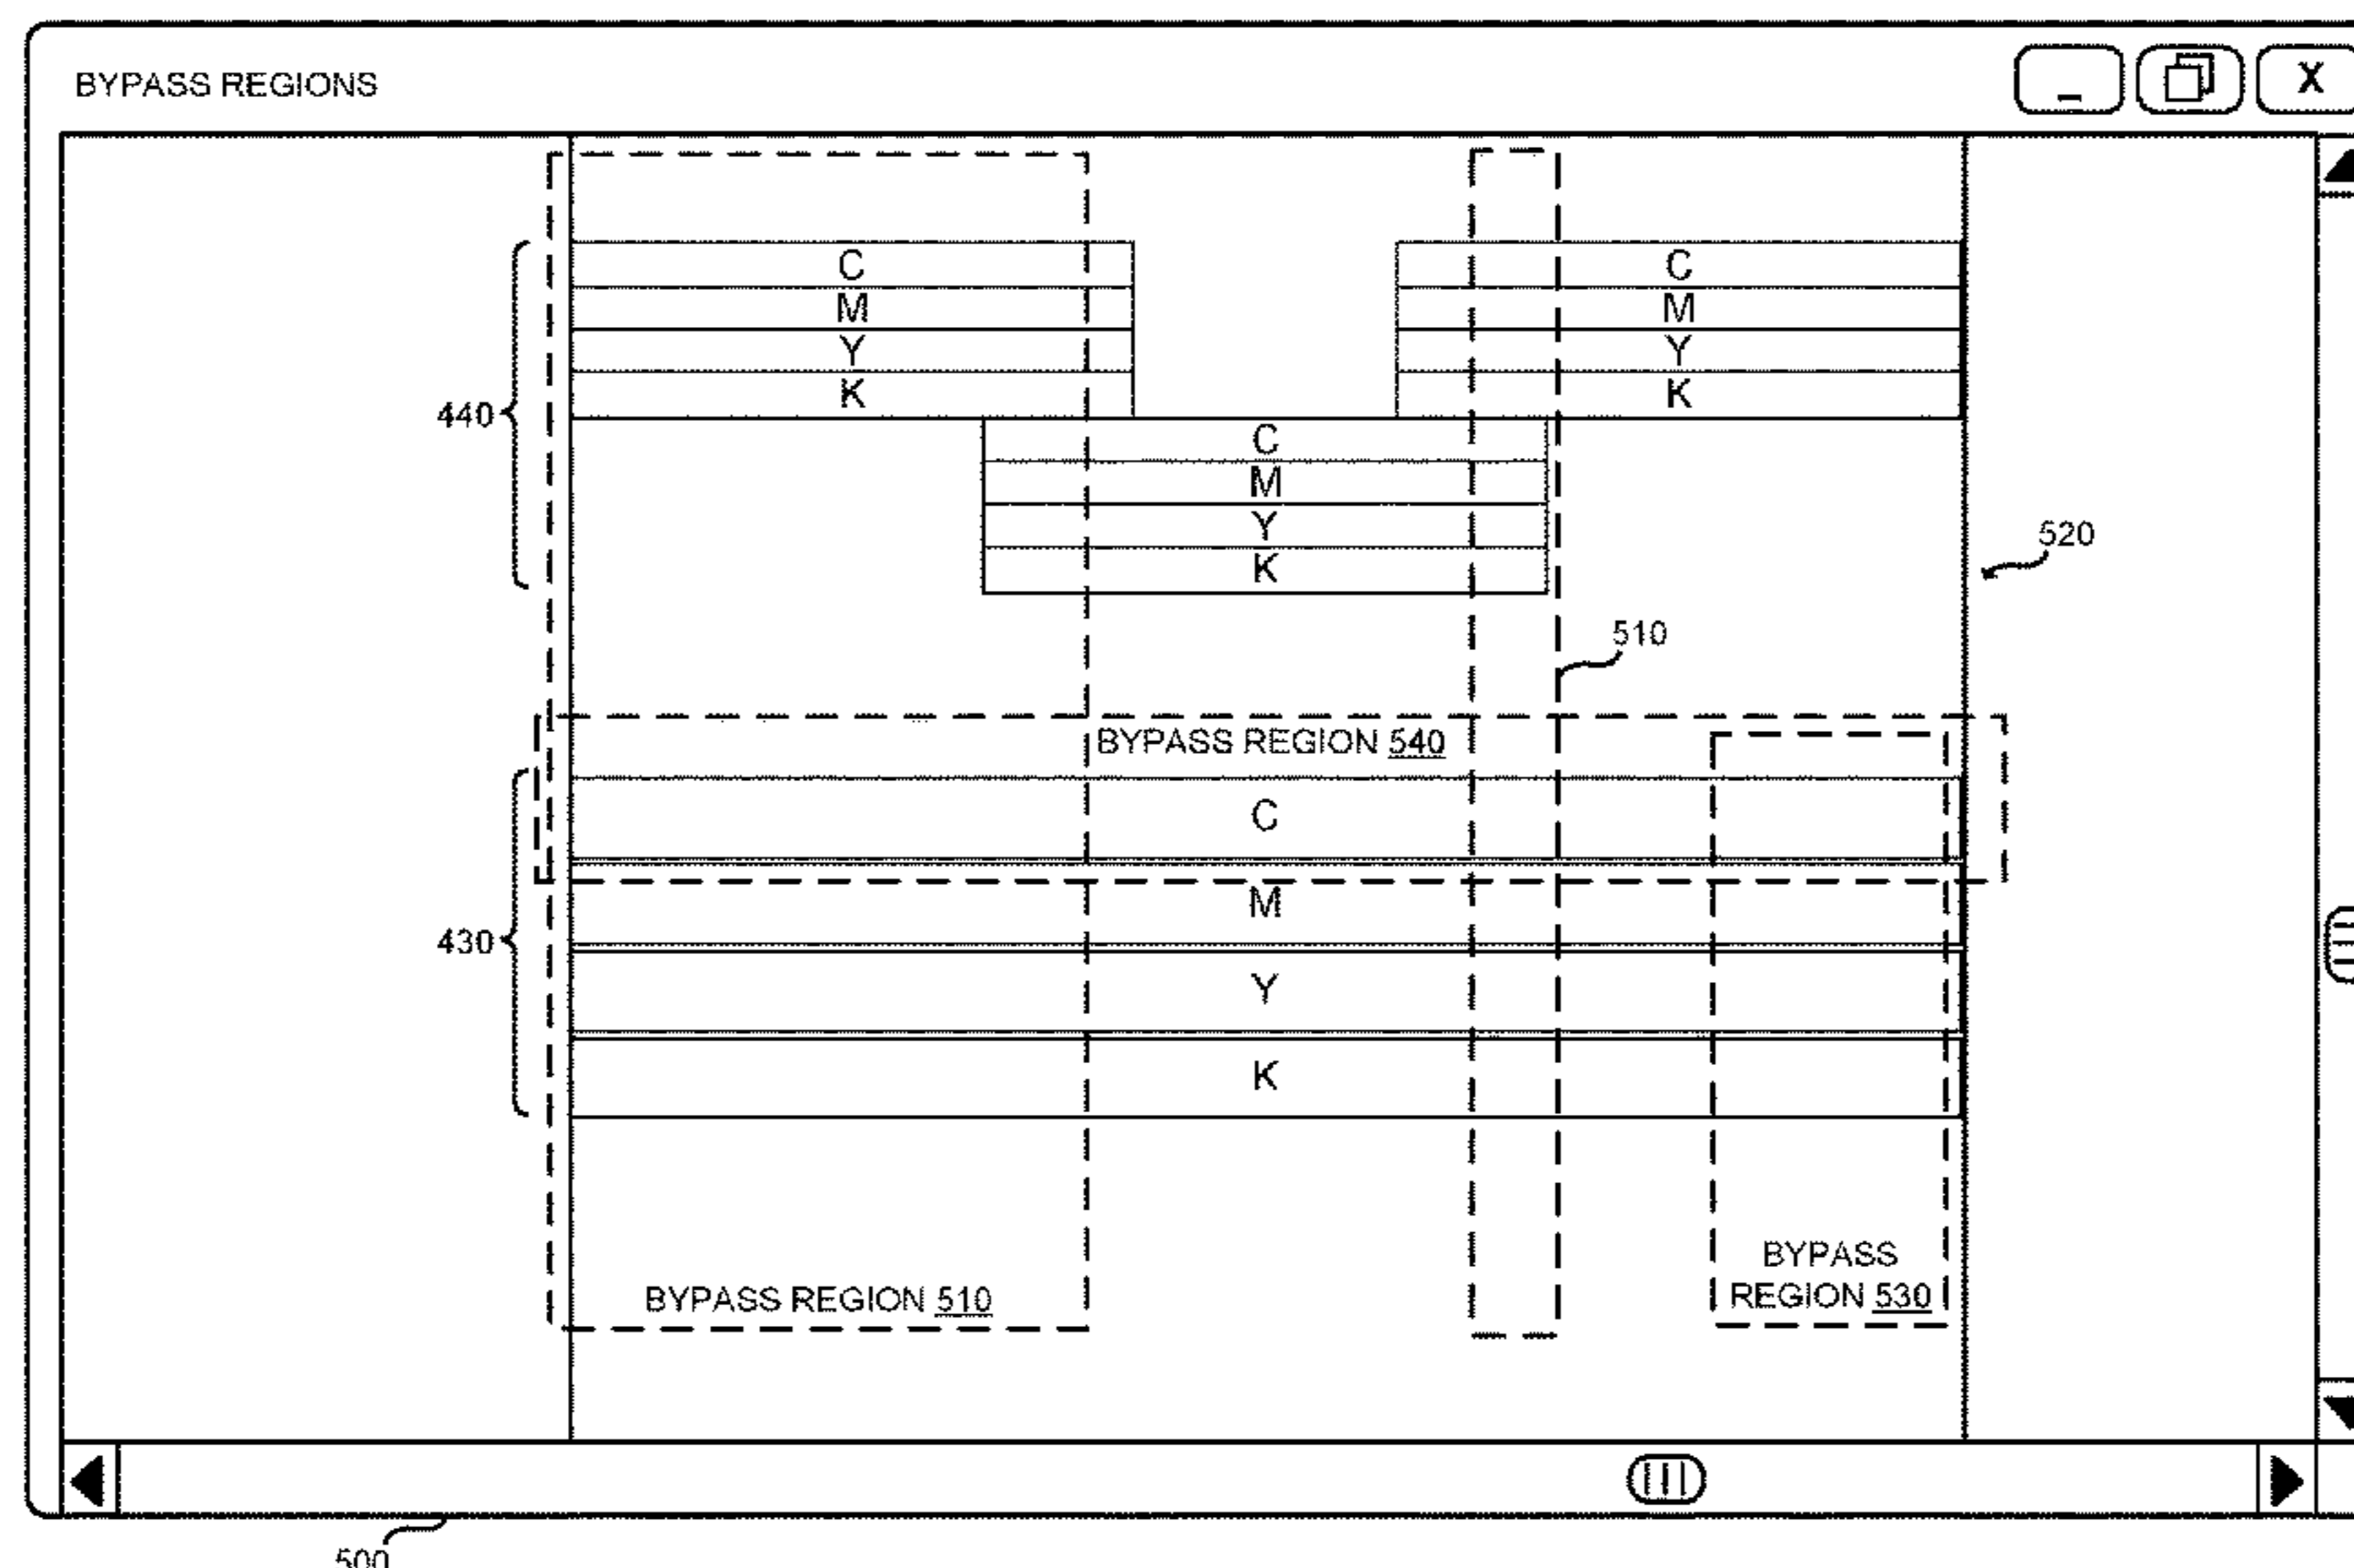 BYPASS REGIONS
X
C
C
M
M
Y
Y
K
K
440
C
M
Y
K
520
510
BYPASS REGION 540
C
M
430
Y
K
BYPASS
REGION 530
BYPASS REGION 510
500